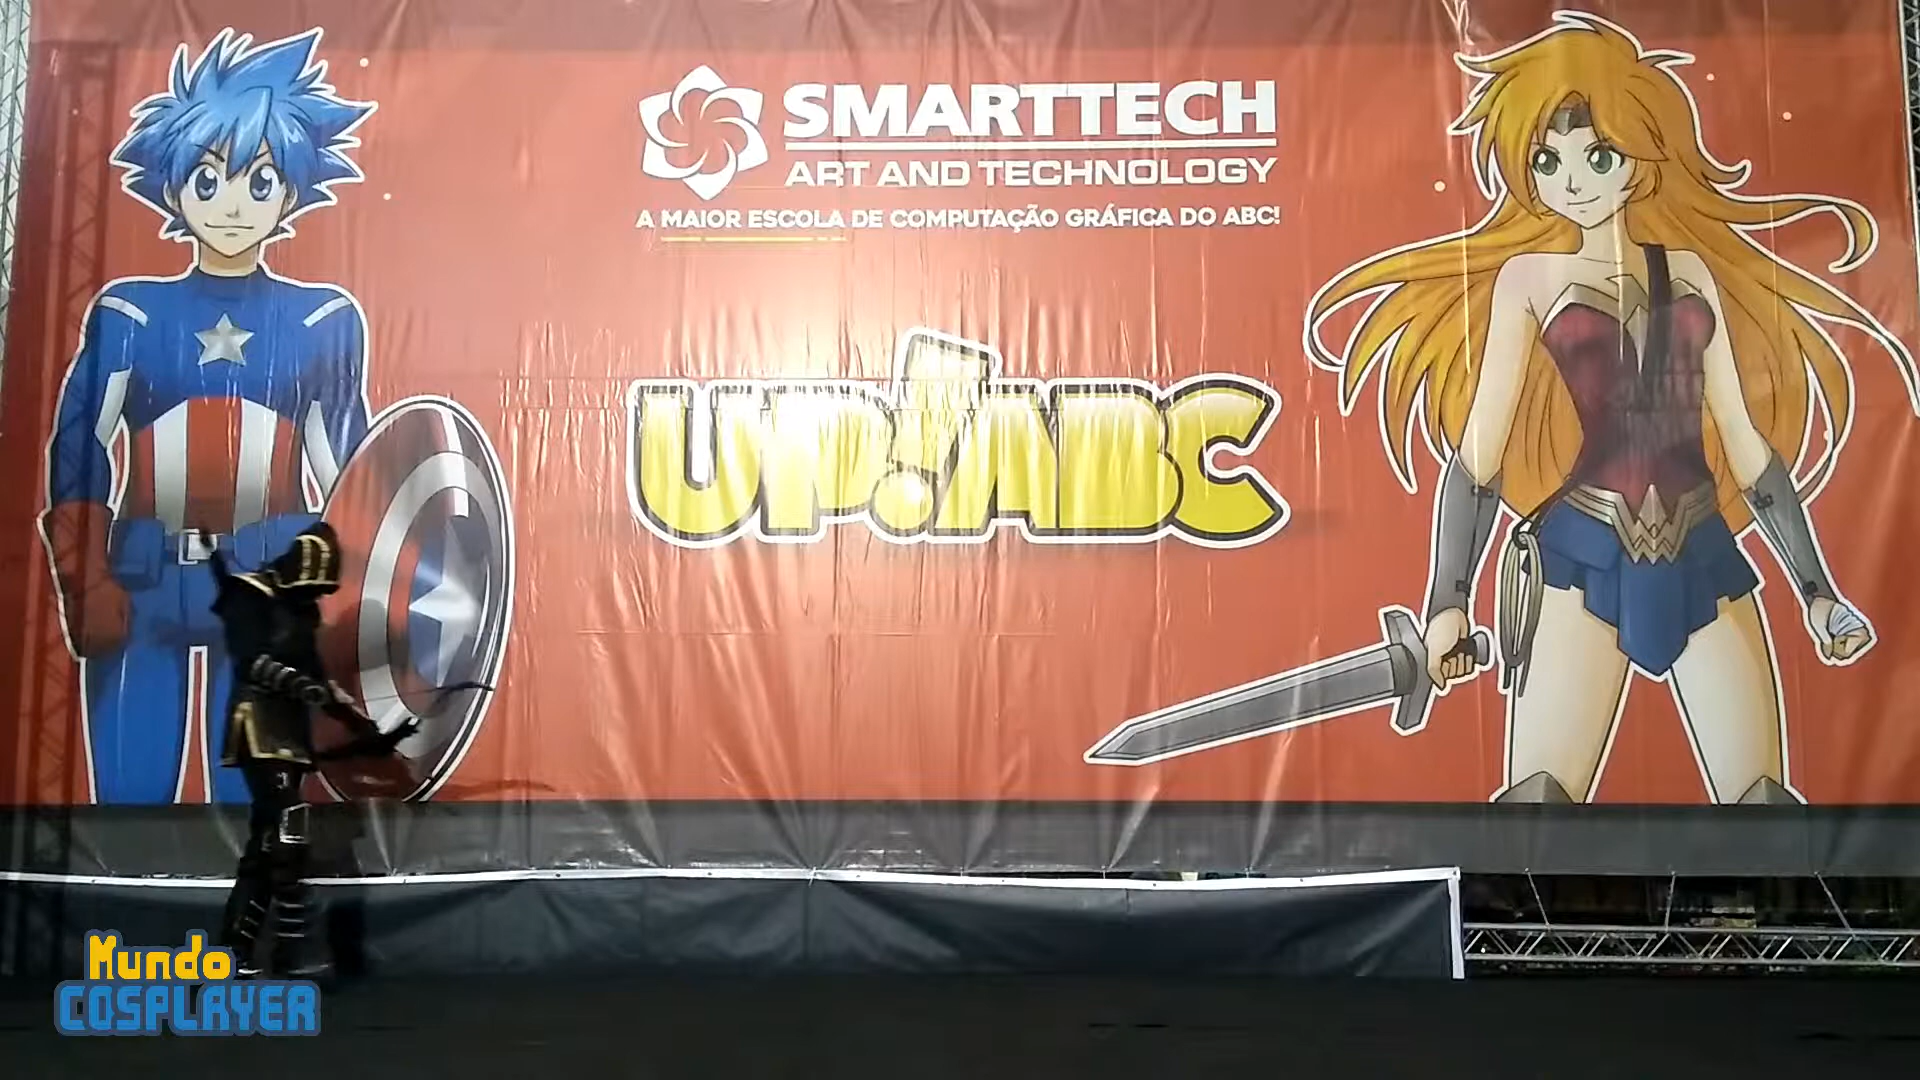 SMARTTECH
ART AND TECHNOLOGY
A MAIOR ESCOLA DE COMPUTAÇÃO GRÁFICA DO ABC!
UP!ABC
Mundo
COSPLAYER